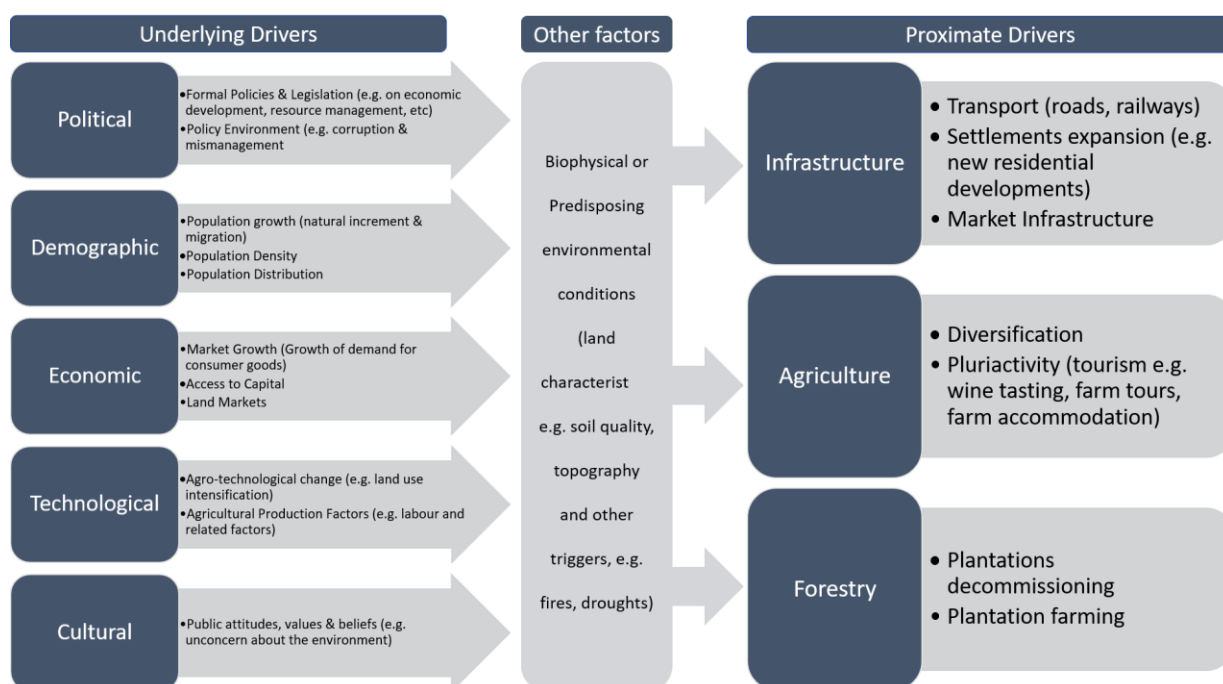 Underlying Drivers
Political
•Formal Policies & Legislation (e.g. on economic
development, resource management, etc)
•Policy Environment (e.g. corruption &
mismanagement
Demographic
•Population growth (natural increment &
migration)
•Population Density
•Population Distribution
Economic
•Market Growth (Growth of demand for
consumer goods)
•Access to Capital
•Land Markets
Technological
•Agro-technological change (e.g. land use
intensification)
•Agricultural Production Factors (e.g. labour and
related factors)
Cultural
•Public attitudes, values & beliefs (e.g.
unconcern about the environment)
Other factors
Biophysical or
Predisposing
environmental
conditions
(land
characterist
e.g. soil quality,
topography
and other
triggers, e.g.
fires, droughts)
Proximate Drivers
Infrastructure
• Transport (roads, railways)
• Settlements expansion (e.g.
new residential
developments)
• Market Infrastructure
Agriculture
• Diversification
• Pluriactivity (tourism e.g.
wine tasting, farm tours,
farm accommodation)
Forestry
• Plantations
decommissioning
• Plantation farming